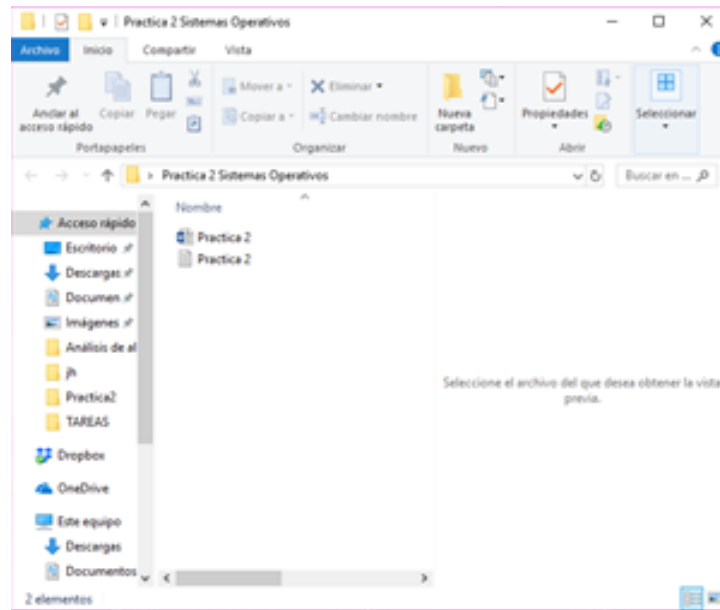 Practica 2 Sistemas Operativos
Archivo Inicio Compartir Vista
Anclar al acceso rápido
Copiar
Pegar
Portapapeles
Mover a
Copiar a
Eliminar
Cambiar nombre
Organizar
Nueva carpeta
Nuevo
Propiedades
Abrir
Seleccionar
Practica 2 Sistemas Operativos
Buscar en ...
Acceso rápido
Escritorio
Descargas
Documen
Imágenes
Análisis de al
jh
Practica2
TAREAS
Dropbox
OneDrive
Este equipo
Descargas
Documentos
Nombre
Practica 2
Practica 2
Seleccione el archivo del que desea obtener la vista
previa.
2 elementos